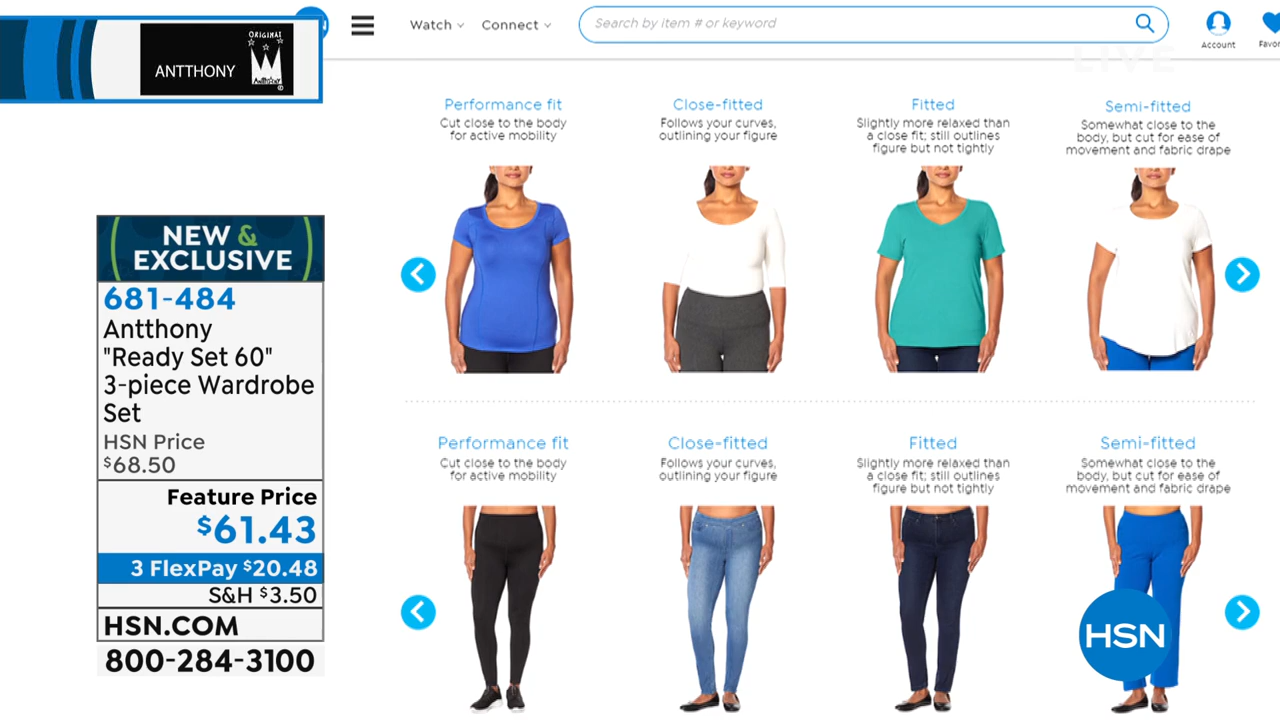 ANTTHONY
ORIGINAL
Antthony
Watch
Connect
Search by item # or keyword
Account
Favor
LIVE
NEW &
EXCLUSIVE
681-484
Antthony
"Ready Set 60"
3-piece Wardrobe
Set
HSN Price
$68.50
Feature Price
$61.43
3 FlexPay $20.48
S&H $3.50
HSN.COM
800-284-3100
Performance fit
Cut close to the body
for active mobility
Close-fitted
Follows your curves,
outlining your figure
Fitted
Slightly more relaxed than
a close fit; still outlines
figure but not tightly
Semi-fitted
Somewhat close to the
body, but cut for ease of
movement and fabric drape
Performance fit
Cut close to the body
for active mobility
Close-fitted
Follows your curves,
outlining your figure
Fitted
Slightly more relaxed than
a close fit; still outlines
figure but not tightly
Semi-fitted
Somewhat close to the
body, but cut for ease of
movement and fabric drape
HSN